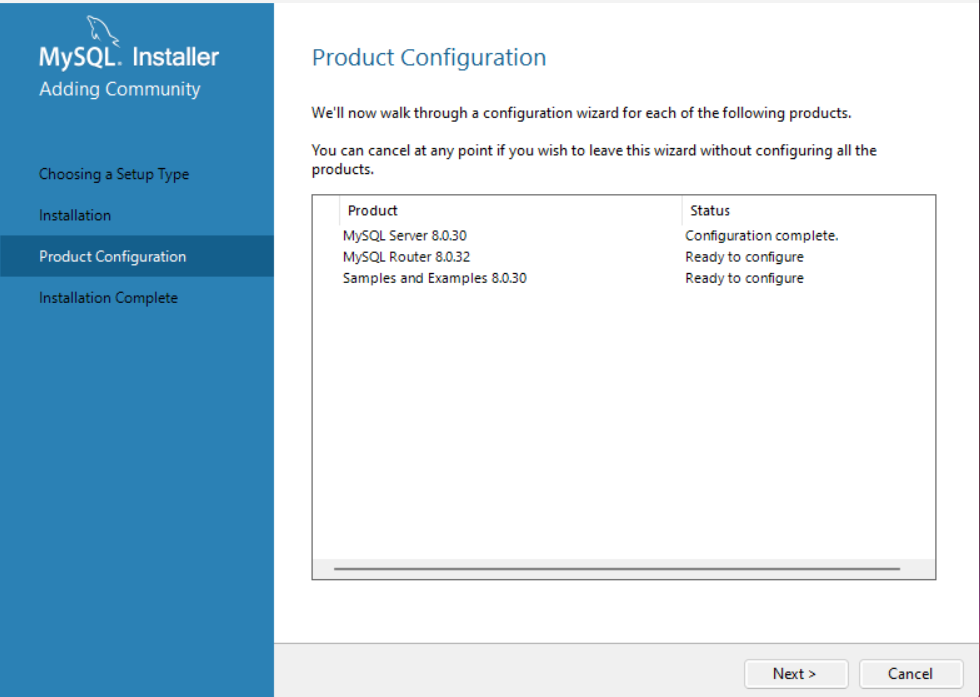 MySQL. Installer
Adding Community
Choosing a Setup Type
Installation
Product Configuration
Installation Complete
Product Configuration
We'll now walk through a configuration wizard for each of the following products.
You can cancel at any point if you wish to leave this wizard without configuring all the
products.
Product Status
MySQL Server 8.0.30 Configuration complete.
MySQL Router 8.0.32 Ready to configure
Samples and Examples 8.0.30 Ready to configure
Next > Cancel